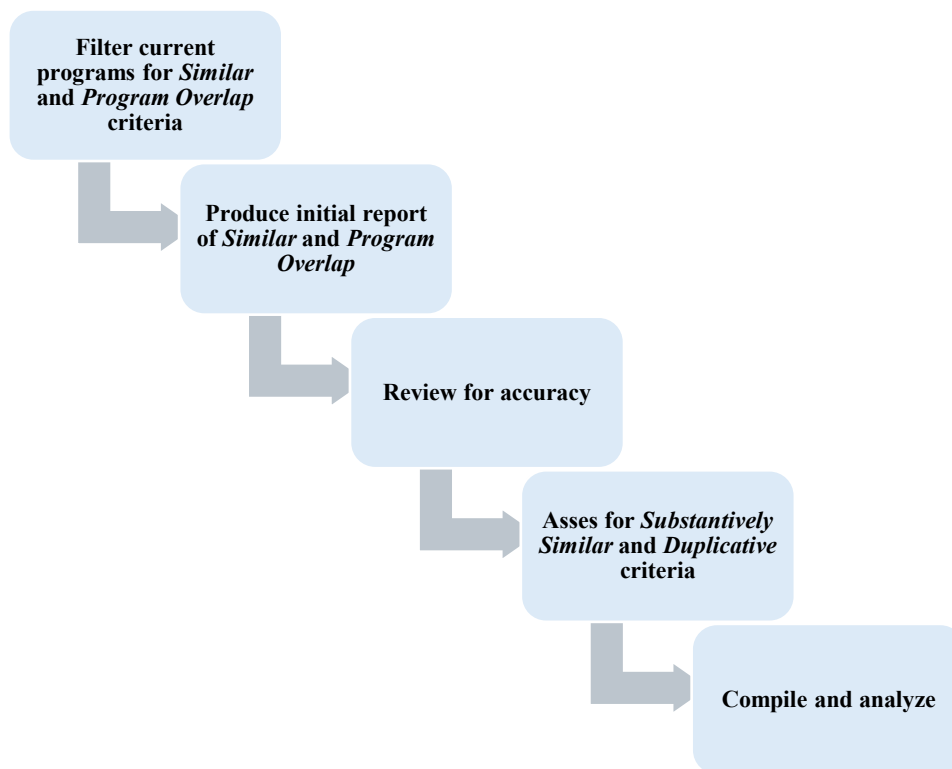 Filter current
programs for Similar
and Program Overlap
criteria
Produce initial report
of Similar and Program
Overlap
Review for accuracy
Asses for Substantively
Similar and Duplicative
criteria
Compile and analyze